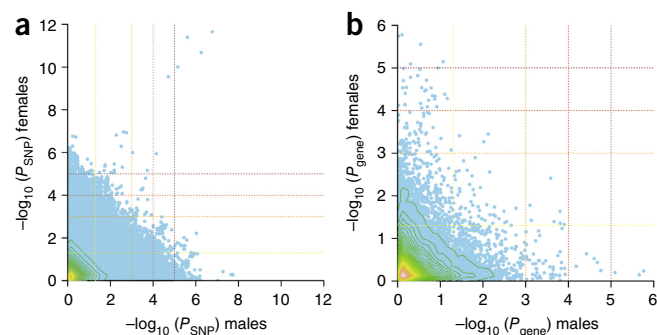 a
12
10
8
6
4
2
0
–log10 (PSNP) females
0 2 4 6 8 10 12
–log10 (PSNP) males
b
6
5
4
3
2
1
0
–log10 (Pgene) females
0 1 2 3 4 5 6
–log10 (Pgene) males